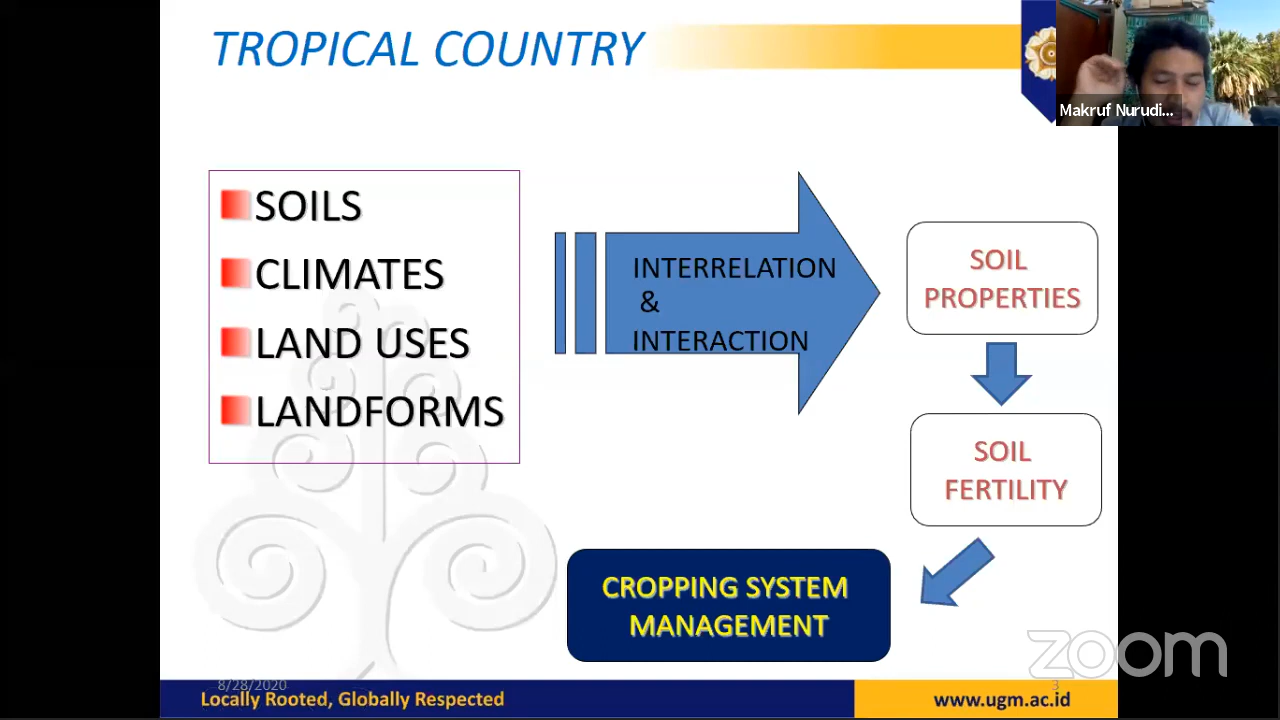 TROPICAL COUNTRY
Makruf Nurudi...
SOILS
CLIMATES
LAND USES
LANDFORMS
INTERRELATION
&
INTERACTION
SOIL
PROPERTIES
SOIL
FERTILITY
CROPPING SYSTEM
MANAGEMENT
zoom
8/28/2020
3
Locally Rooted, Globally Respected
www.ugm.ac.id